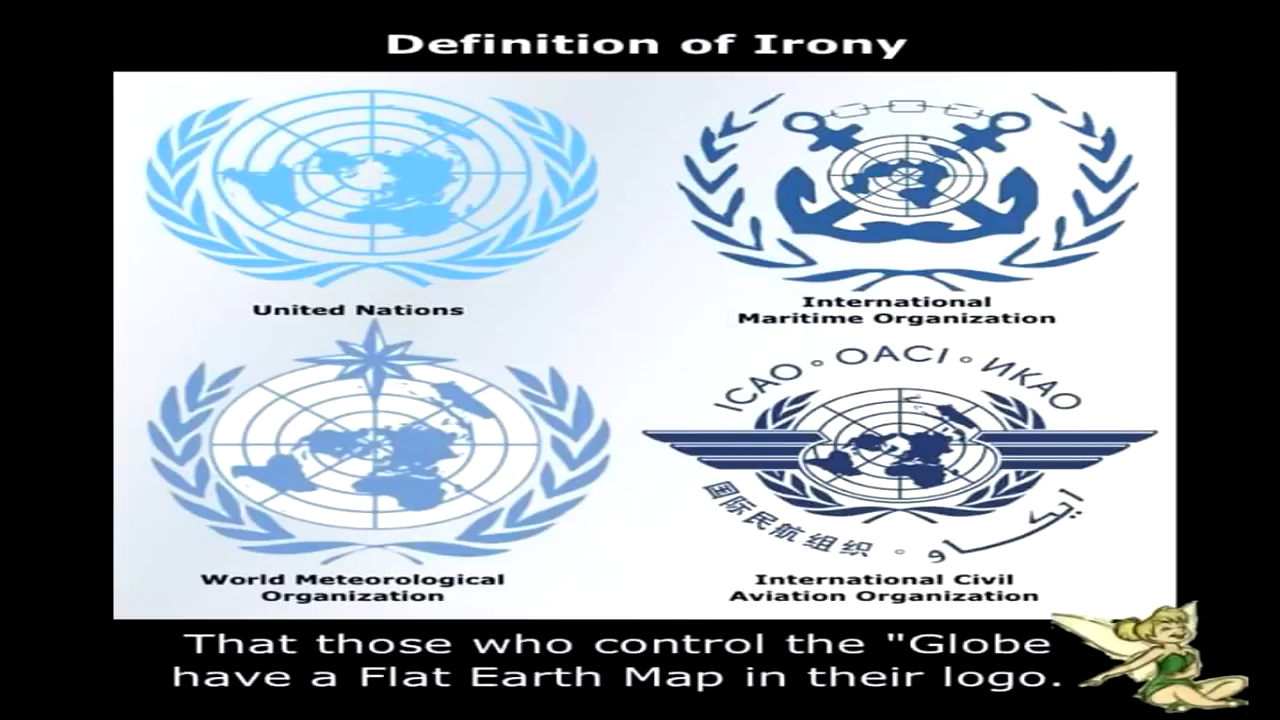 Definition of Irony
United Nations
International
Maritime Organization
ICAO ◦ OACI ◦ ИКАО
国际民航组织 ◦ ايكاو
World Meteorological
Organization
International Civil
Aviation Organization
That those who control the "Globe
have a Flat Earth Map in their logo.